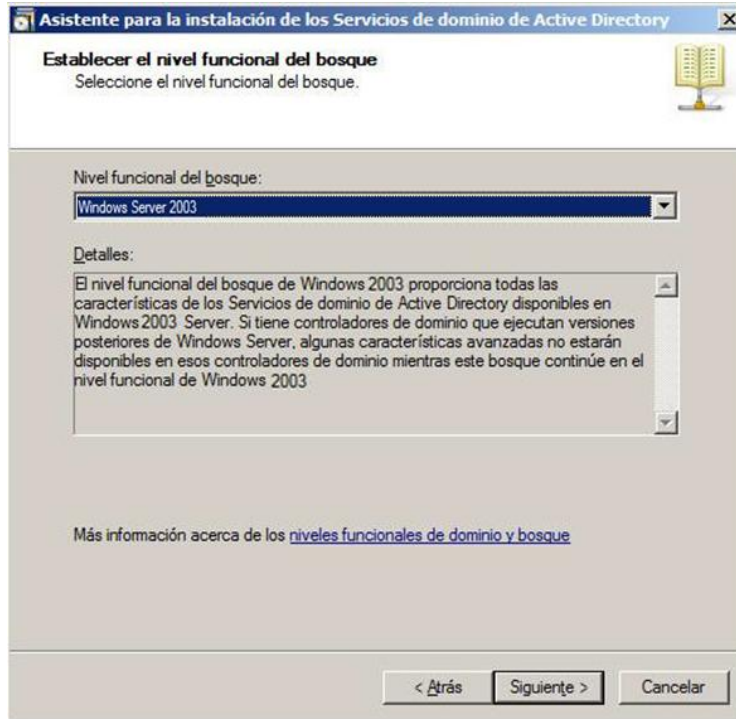 Asistente para la instalación de los Servicios de dominio de Active Directory
Establecer el nivel funcional del bosque
Seleccione el nivel funcional del bosque.
Nivel funcional del bosque:
Windows Server 2003
Detalles:
El nivel funcional del bosque de Windows 2003 proporciona todas las
características de los Servicios de dominio de Active Directory disponibles en
Windows 2003 Server. Si tiene controladores de dominio que ejecutan versiones
posteriores de Windows Server, algunas características avanzadas no estarán
disponibles en esos controladores de dominio mientras este bosque continúe en el
nivel funcional de Windows 2003
Más información acerca de los niveles funcionales de dominio y bosque
< Atrás
Siguiente >
Cancelar